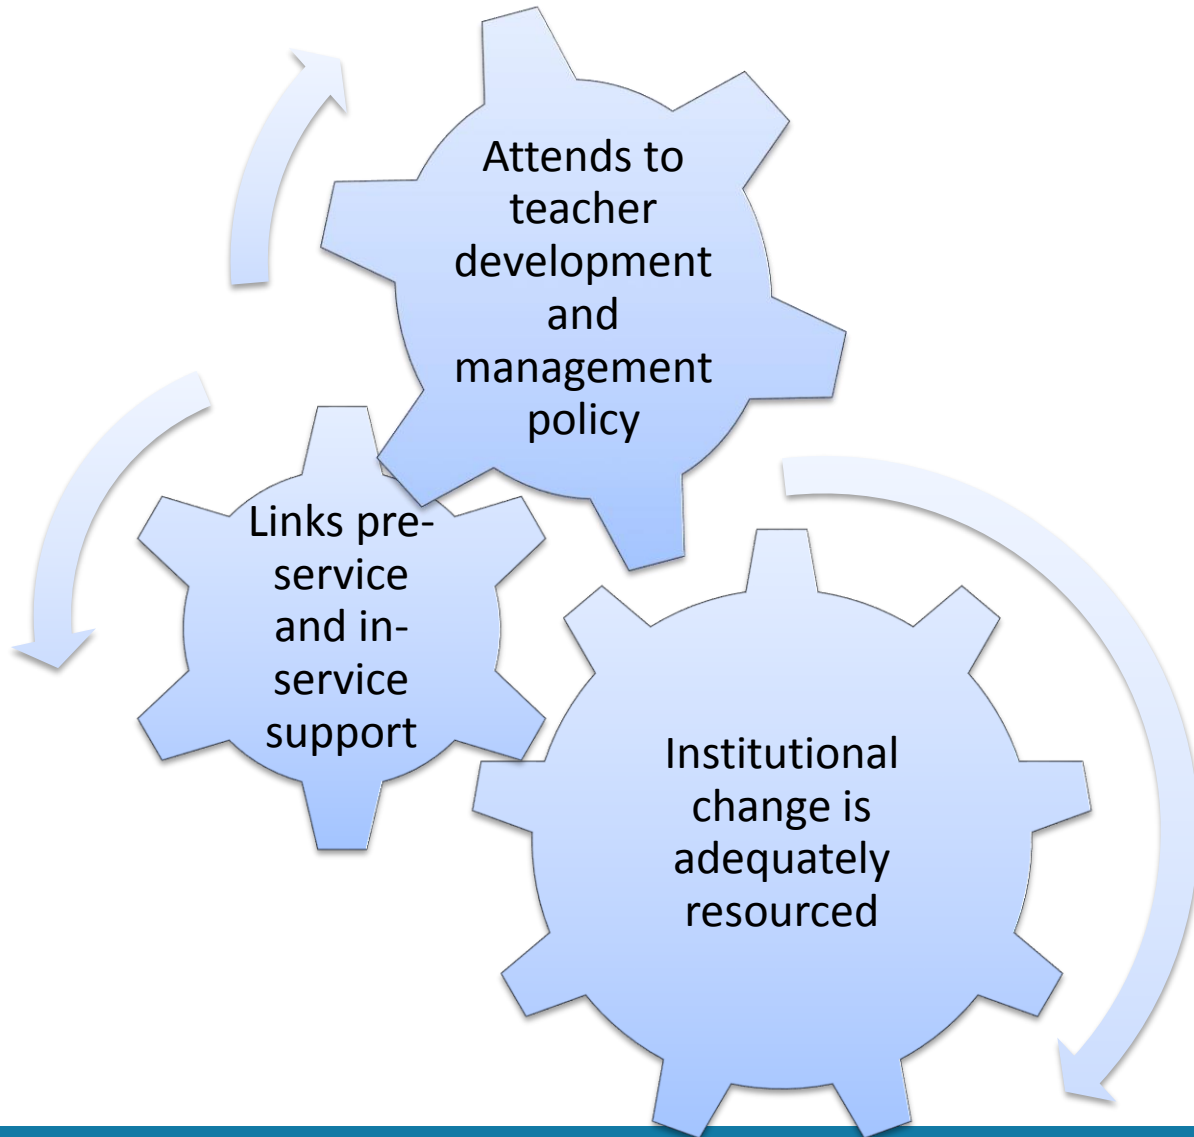 Attends to
teacher
development
and
management
policy
Links pre-
service
and in-
service
support
Institutional
change is
adequately
resourced